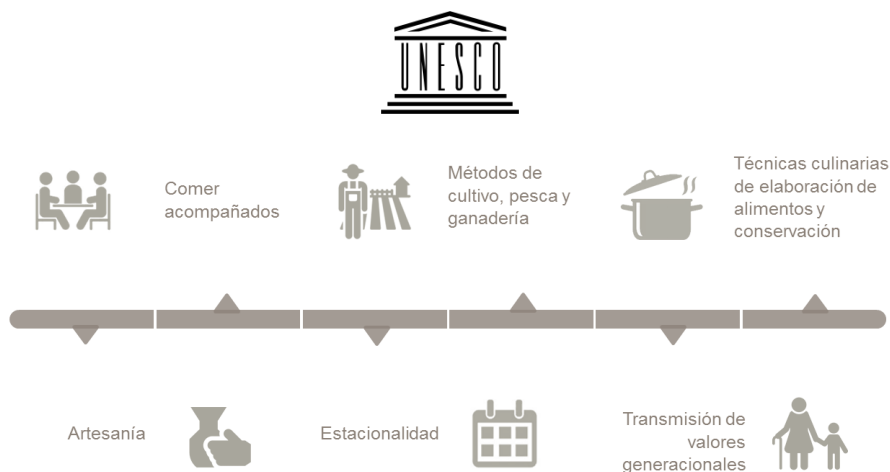 UNESCO
Comer
acompañados
Métodos de
cultivo, pesca y
ganadería
Técnicas culinarias
de elaboración de
alimentos y
conservación
Artesanía
Estacionalidad
Transmisión de
valores
generacionales